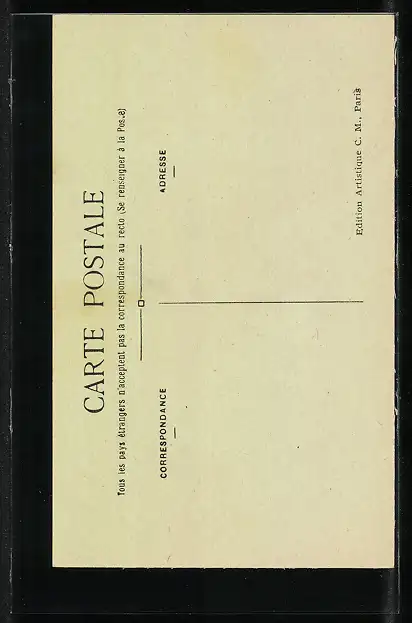 CARTE POSTALE
Tous les pays étrangers n'acceptent pas la correspondance au recto (Se renseigner à la Pos.e)
CORRESPONDANCE
ADRESSE
Edition Artistique C. M., Paris